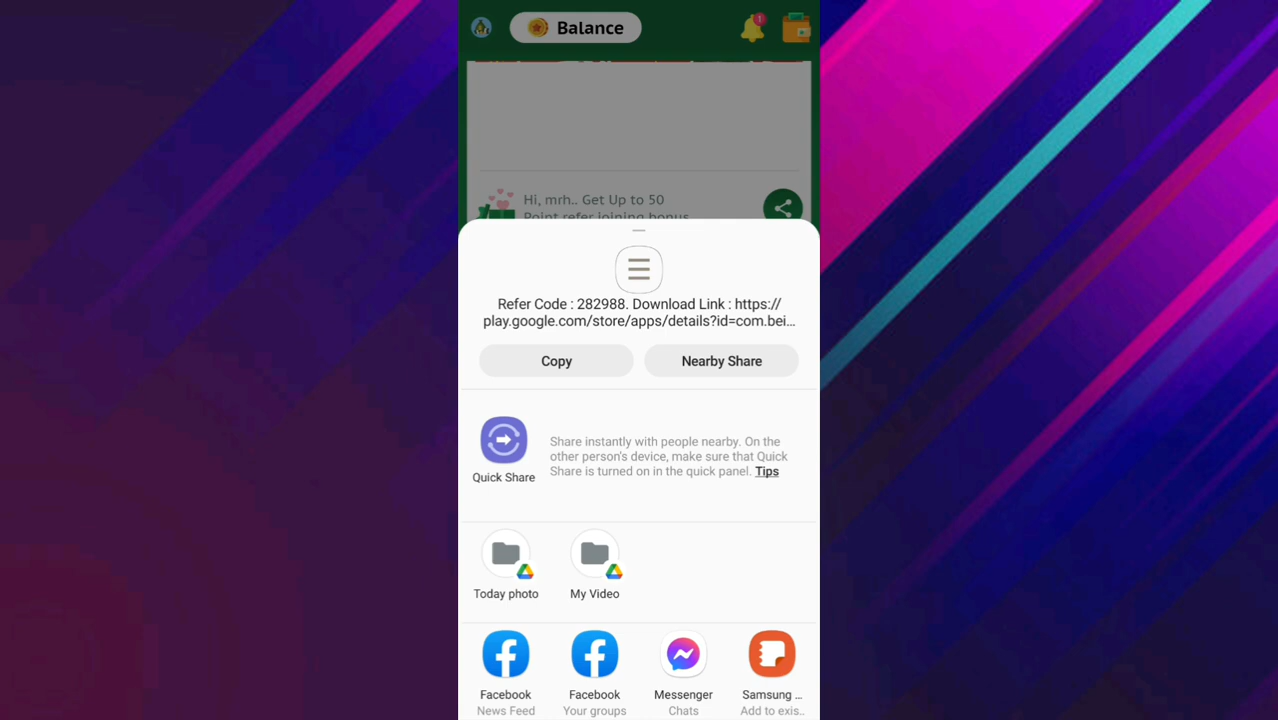 1
Balance
Hi, mrh.. Get Up to 50
Point refer joining bonus
Refer Code : 282988. Download Link : https://
play.google.com/store/apps/details?id=com.bei...
Copy
Nearby Share
Share instantly with people nearby. On the
other person's device, make sure that Quick
Share is turned on in the quick panel. Tips
Quick Share
Today photo
My Video
Facebook
News Feed
Facebook
Your groups
Messenger
Chats
Samsung ...
Add to exis..